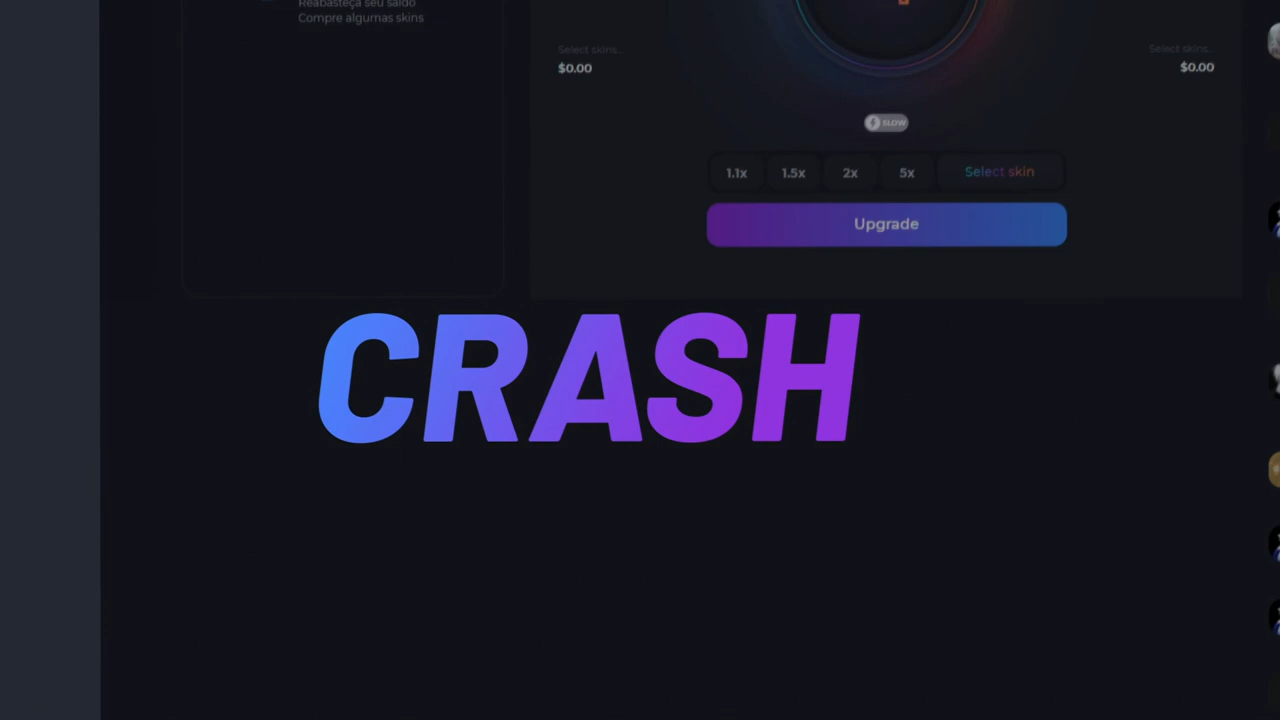 Reabasteça seu saldo
Compre algumas skins
Select skins...
$0.00
Select skins...
$0.00
SLOW
1.1x
1.5x
2x
5x
Select skin
Upgrade
CRASH